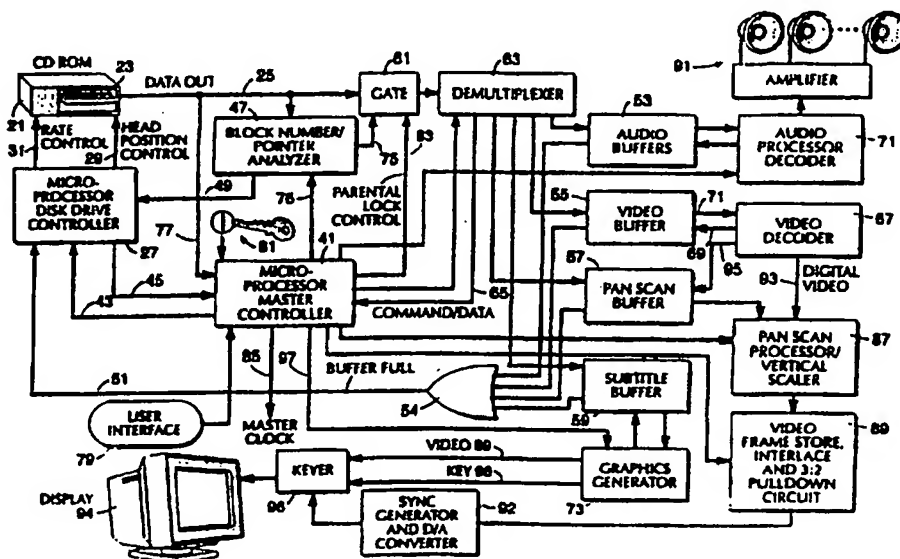 CD ROM
23
DATA OUT
25
61
GATE
63
DEMULTIPLEXER
91
AMPLIFIER
21
RATE CONTROL
31
HEAD POSITION CONTROL
29
47
BLOCK NUMBER/
POINTER
ANALYZER
75
83
53
AUDIO
BUFFERS
AUDIO
PROCESSOR
DECODER
71
MICRO-
PROCESSOR
DISK DRIVE
CONTROLLER
27
49
77
76
81
PARENTAL
LOCK
CONTROL
55
VIDEO
BUFFER
71
69
95
VIDEO
DECODER
67
41
MICRO-
PROCESSOR
MASTER
CONTROLLER
45
43
65
COMMAND/DATA
57
PAN SCAN
BUFFER
93
DIGITAL
VIDEO
PAN SCAN
PROCESSOR/
VERTICAL
SCALER
87
85
97
BUFFER FULL
51
54
SUBTITLE
BUFFER
59
USER
INTERFACE
79
MASTER
CLOCK
VIDEO 89
KEY 98
GRAPHICS
GENERATOR
73
VIDEO
FRAME STORE,
INTERLACE
AND 3:2
PULLDOWN
CIRCUIT
89
DISPLAY
94
KEYER
96
SYNC
GENERATOR
AND D/A
CONVERTER
92